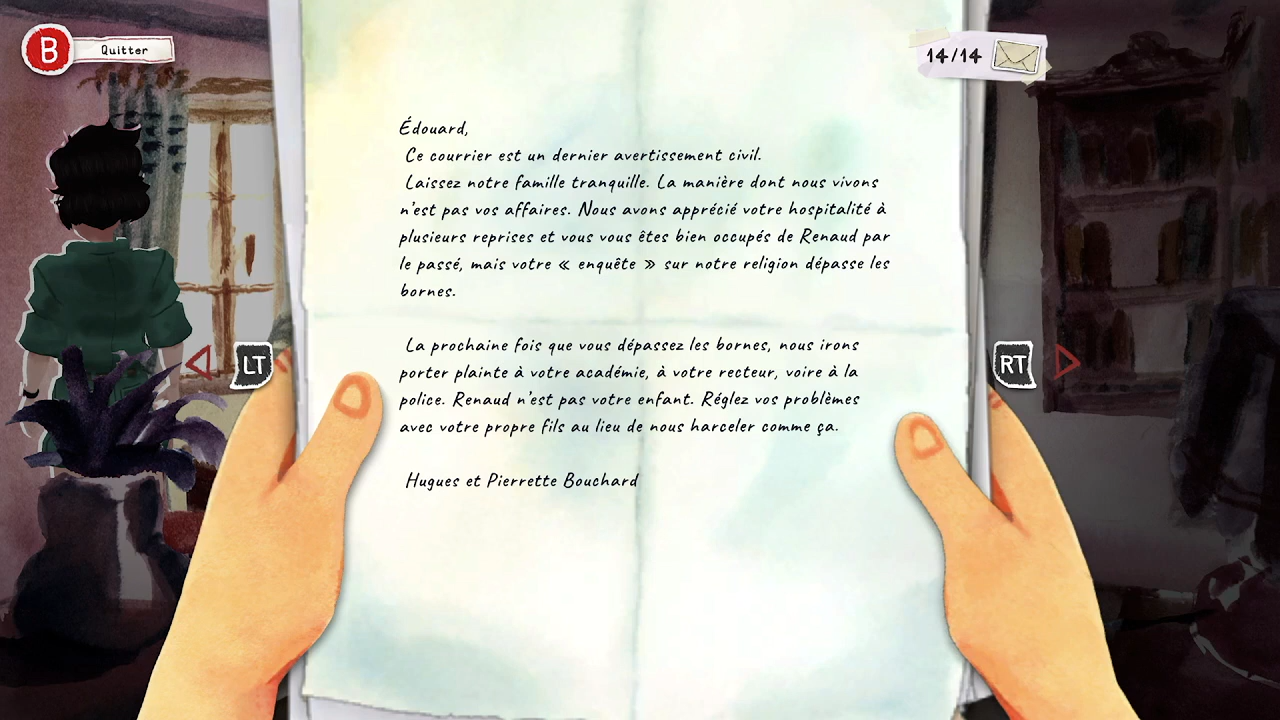 B Quitter
14/14
Édouard,
Ce courrier est un dernier avertissement civil.
Laissez notre famille tranquille. La manière dont nous vivons
n'est pas vos affaires. Nous avons apprécié votre hospitalité à
plusieurs reprises et vous vous êtes bien occupés de Renaud par
le passé, mais votre « enquête » sur notre religion dépasse les
bornes.
La prochaine fois que vous dépassez les bornes, nous irons
porter plainte à votre académie, à votre recteur, voire à la
police. Renaud n'est pas votre enfant. Réglez vos problèmes
avec votre propre fils au lieu de nous harceler comme ça.
Hugues et Pierrette Bouchard
LT
RT